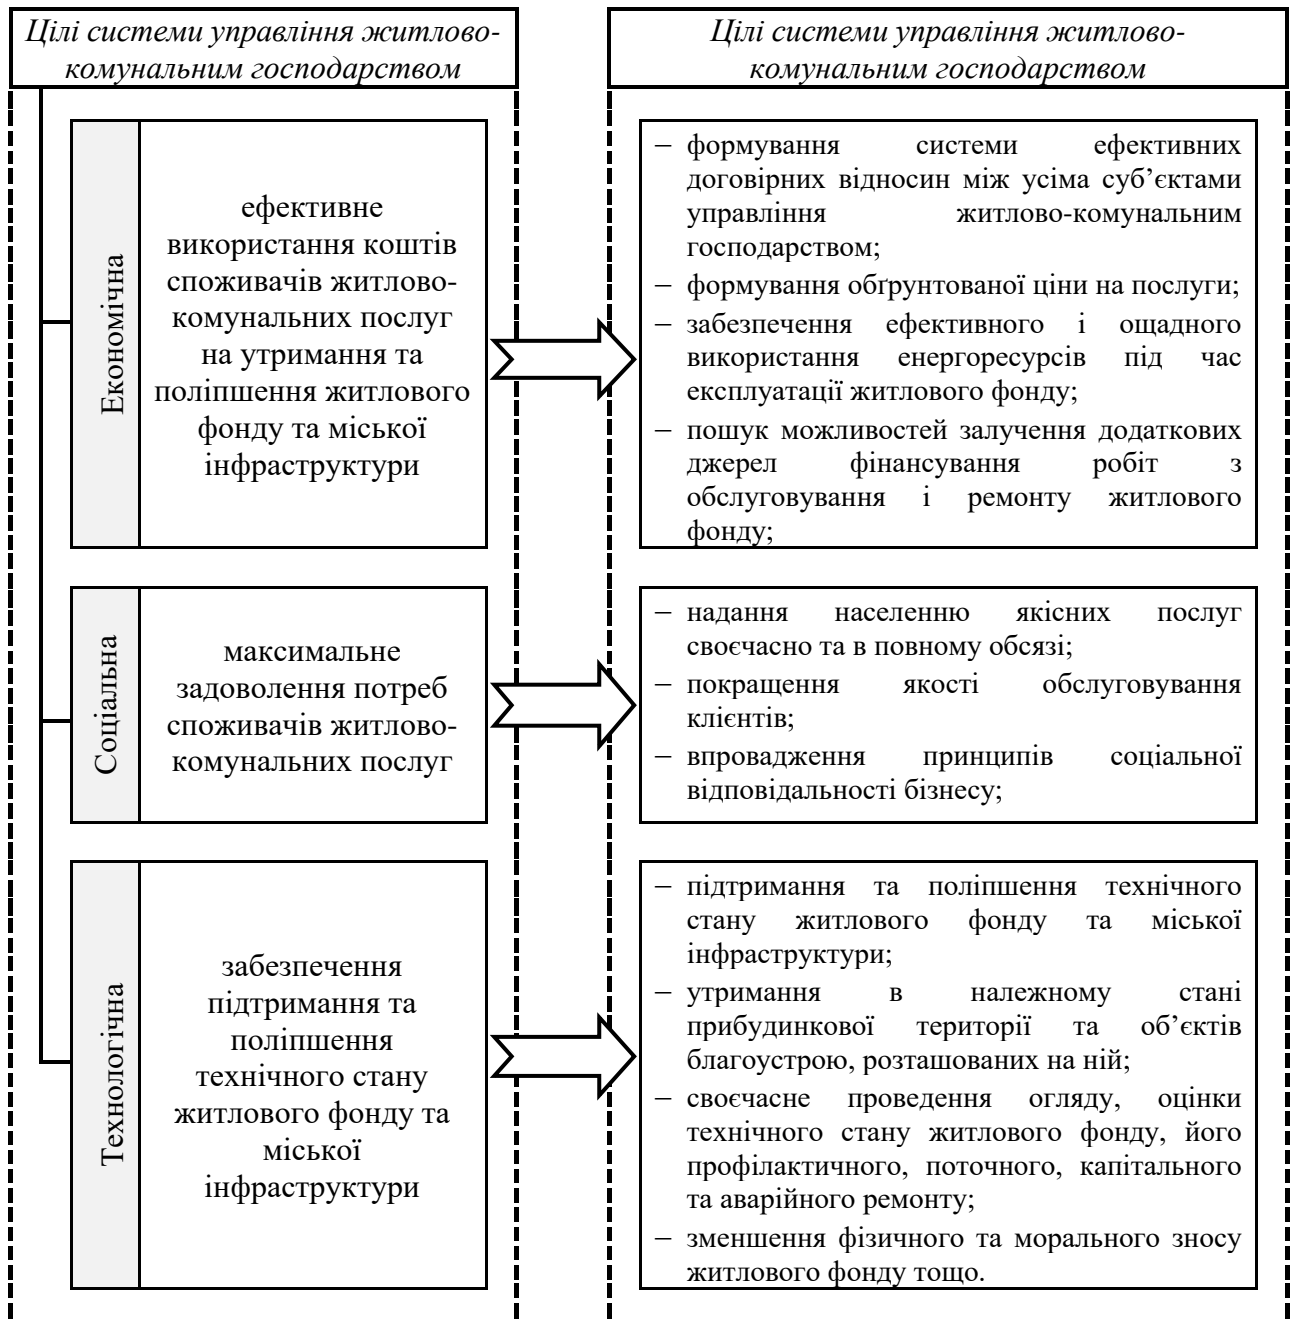 Цілі системи управління житлово-
комунальним господарством
Цілі системи управління житлово-
комунальним господарством
Економічна
ефективне
використання коштів
споживачів житлово-
комунальних послуг
на утримання та
поліпшення житлового
фонду та міської
інфраструктури
– формування системи ефективних
договірних відносин між усіма суб’єктами
управління житлово-комунальним
господарством;
– формування обґрунтованої ціни на послуги;
– забезпечення ефективного і ощадного
використання енергоресурсів під час
експлуатації житлового фонду;
– пошук можливостей залучення додаткових
джерел фінансування робіт з
обслуговування і ремонту житлового
фонду;
Соціальна
максимальне
задоволення потреб
споживачів житлово-
комунальних послуг
– надання населенню якісних послуг
своєчасно та в повному обсязі;
– покращення якості обслуговування
клієнтів;
– впровадження принципів соціальної
відповідальності бізнесу;
Технологічна
забезпечення
підтримання та
поліпшення
технічного стану
житлового фонду та
міської
інфраструктури
– підтримання та поліпшення технічного
стану житлового фонду та міської
інфраструктури;
– утримання в належному стані
прибудинкової території та об’єктів
благоустрою, розташованих на ній;
– своєчасне проведення огляду, оцінки
технічного стану житлового фонду, його
профілактичного, поточного, капітального
та аварійного ремонту;
– зменшення фізичного та морального зносу
житлового фонду тощо.